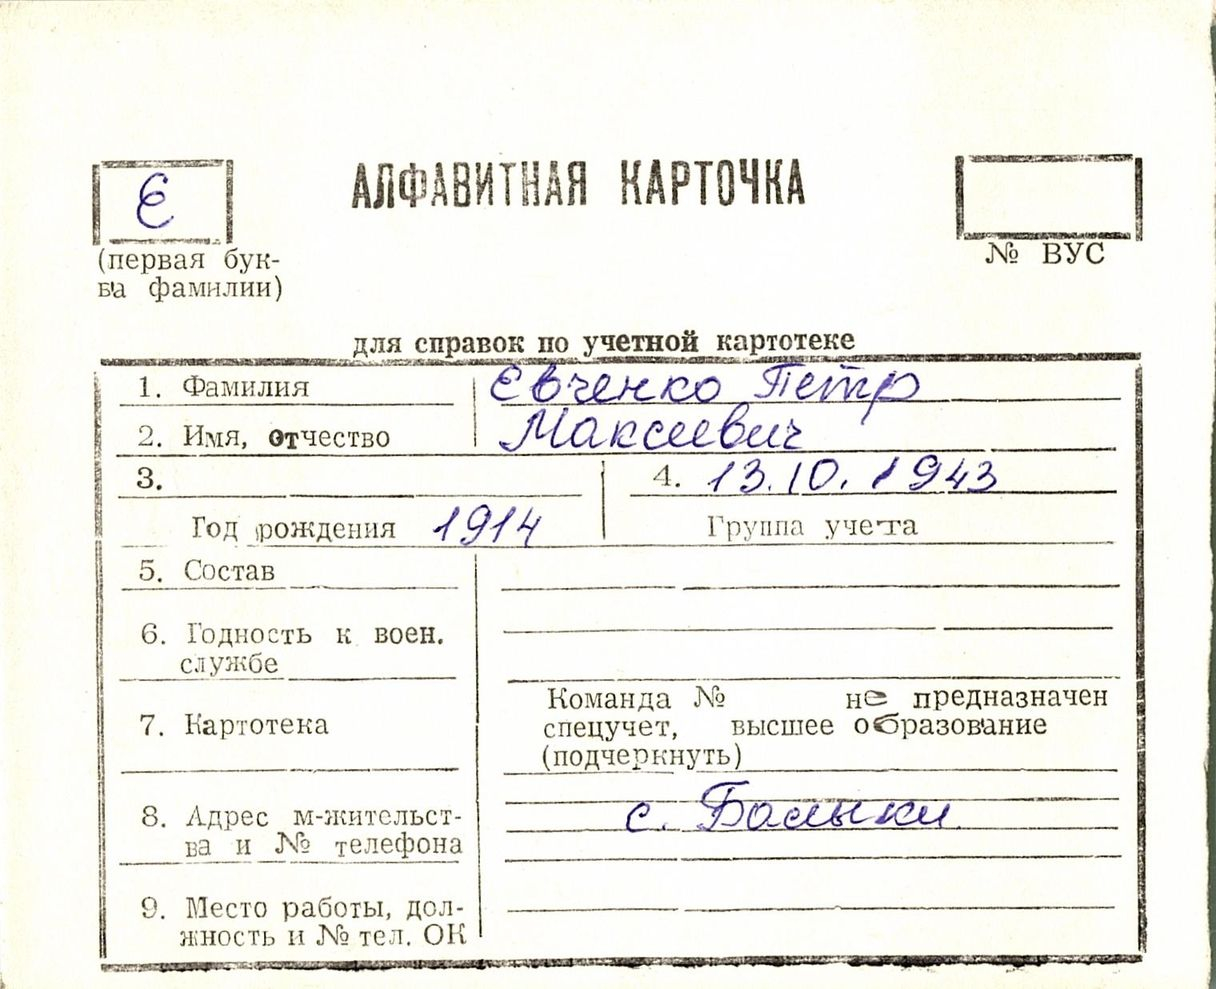 Є
АЛФАВИТНАЯ КАРТОЧКА
(первая бук-
ва фамилии)
№ ВУС
для справок по учетной картотеке
1. Фамилия Євченко Петр
2. Имя, отчество Максиевич
3. 4. 13.10.1943
Год рождения 1914 Группа учета
5. Состав
6. Годность к воен.
службе
Команда № не предназначен
7. Картотека спецучет, высшее образование
(подчеркнуть)
8. Адрес м-жительст- с. Балыки
ва и № телефона
9. Место работы, дол-
жность и № тел. ОК